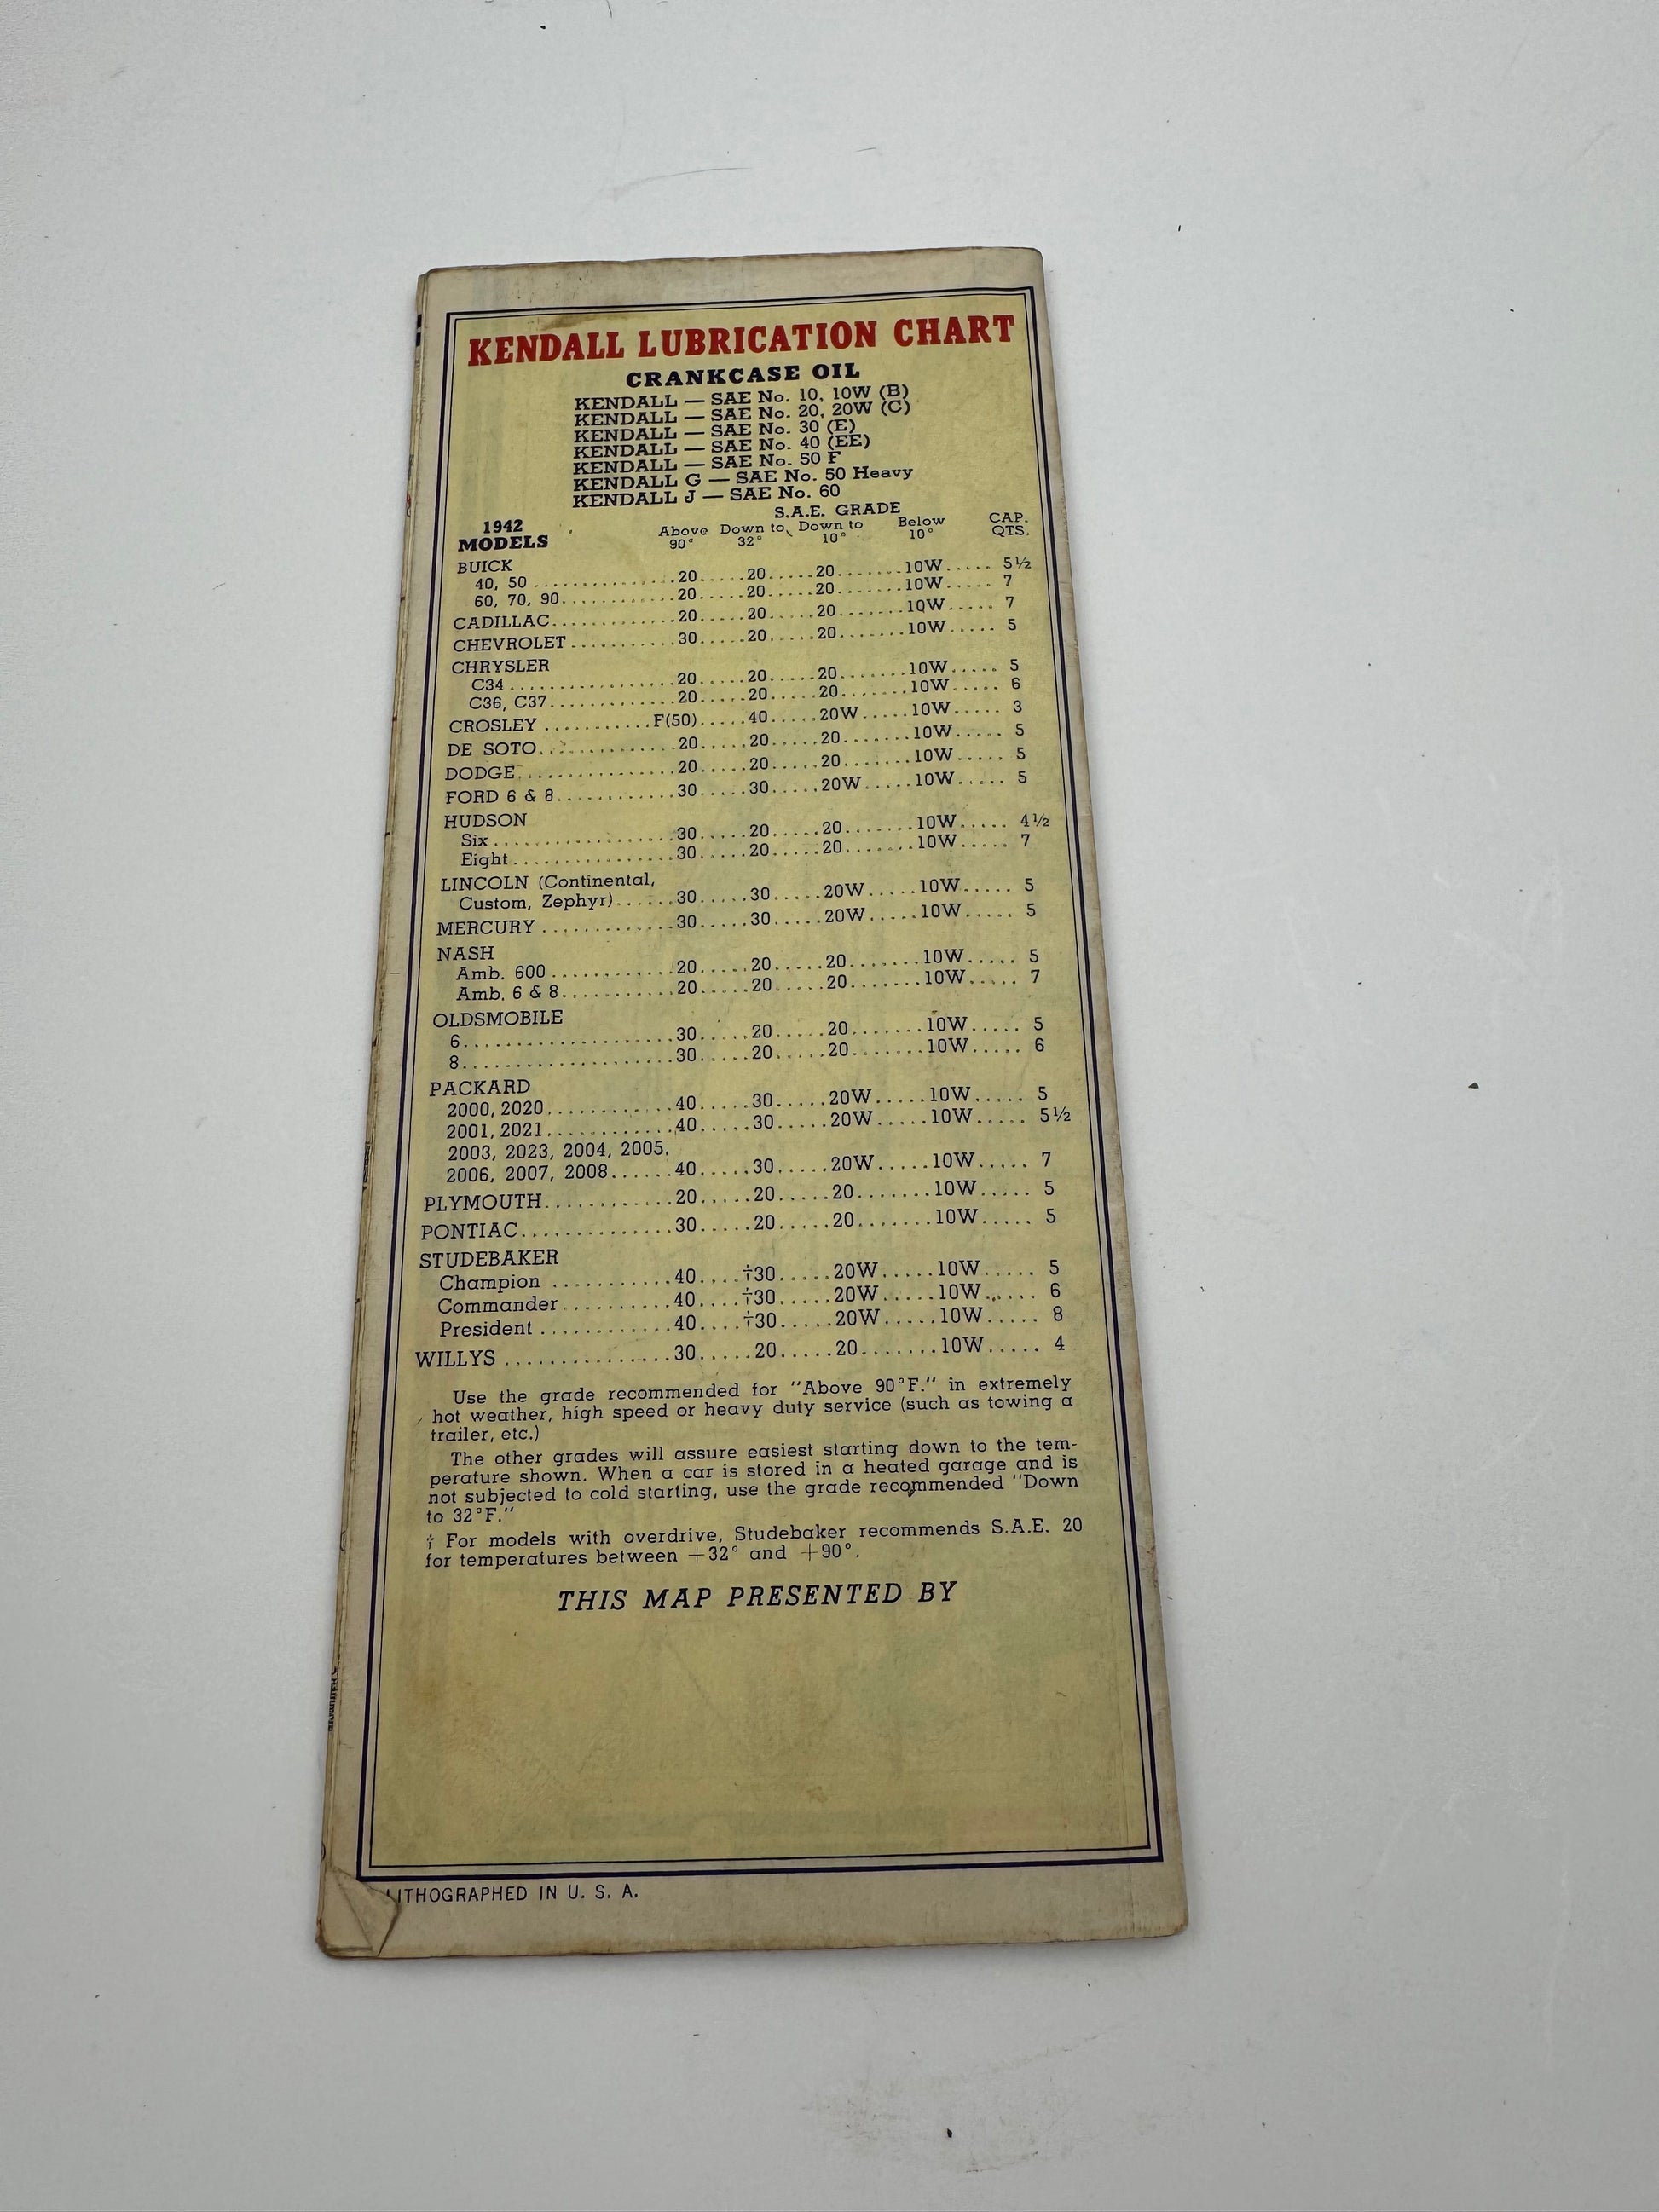 KENDALL LUBRICATION CHART
CRANKCASE OIL
KENDALL — SAE No. 10, 10W (B)
KENDALL — SAE No. 20, 20W (C)
KENDALL — SAE No. 30 (E)
KENDALL — SAE No. 40 (EE)
KENDALL — SAE No. 50 F
KENDALL G — SAE No. 50 Heavy
KENDALL J — SAE No. 60
S.A.E. GRADE
1942 MODELS Above 90° Down to 32° Down to 10° Below 10° CAP. QTS.
BUICK
40, 50 ................20......20.....20........10W..... 5½
60, 70, 90............20......20.....20........10W..... 7
CADILLAC.............20......20.....20........10W..... 7
CHEVROLET...........30......20.....20........10W..... 5
CHRYSLER
C34..................20......20.....20........10W..... 5
C36, C37.............20......20.....20........10W..... 6
CROSLEY ..........F(50)......40.....20W.....10W..... 3
DE SOTO..............20......20.....20........10W..... 5
DODGE................20......20.....20........10W..... 5
FORD 6 & 8............30......30.....20W.....10W..... 5
HUDSON
Six...................30......20.....20........10W..... 4½
Eight.................30......20.....20........10W..... 7
LINCOLN (Continental,
Custom, Zephyr)......30......30.....20W.....10W..... 5
MERCURY .............30......30.....20W.....10W..... 5
NASH
Amb. 600 ............20......20.....20........10W..... 5
Amb. 6 & 8...........20......20.....20........10W..... 7
OLDSMOBILE
6....................30......20.....20........10W..... 5
8....................30......20.....20........10W..... 6
PACKARD
2000, 2020............40......30.....20W.....10W..... 5
2001, 2021............40......30.....20W.....10W..... 5½
2003, 2023, 2004, 2005,
2006, 2007, 2008......40......30.....20W.....10W..... 7
PLYMOUTH............20......20.....20........10W..... 5
PONTIAC..............30......20.....20........10W..... 5
STUDEBAKER
Champion ...........40....†30.....20W.....10W..... 5
Commander..........40....†30.....20W.....10W..... 6
President ............40....†30.....20W.....10W..... 8
WILLYS ...............30......20.....20........10W..... 4
Use the grade recommended for "Above 90°F." in extremely
hot weather, high speed or heavy duty service (such as towing a
trailer, etc.)
The other grades will assure easiest starting down to the tem-
perature shown. When a car is stored in a heated garage and is
not subjected to cold starting, use the grade recommended "Down
to 32°F."
† For models with overdrive, Studebaker recommends S.A.E. 20
for temperatures between +32° and +90°.
THIS MAP PRESENTED BY
LITHOGRAPHED IN U. S. A.